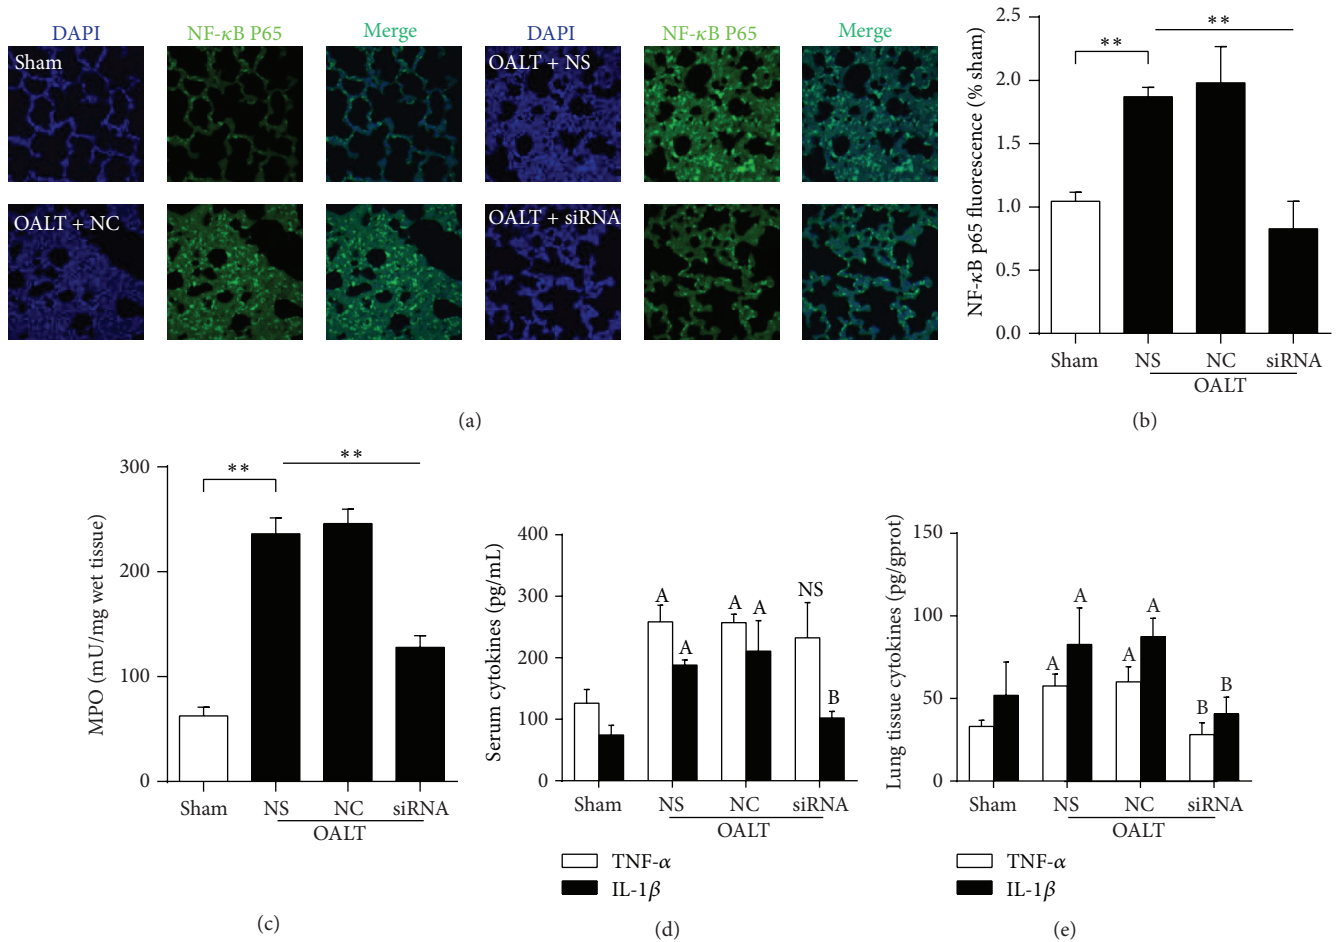 DAPI NF-κB P65 Merge DAPI NF-κB P65 Merge
Sham
OALT + NS
OALT + NC
OALT + siRNA
(a)
NF-κB p65 fluorescence (% sham)
2.5
2.0
1.5
1.0
0.5
0.0
**
**
Sham NS NC siRNA
OALT
(b)
MPO (mU/mg wet tissue)
300
200
100
0
**
**
Sham NS NC siRNA
OALT
(c)
Serum cytokines (pg/mL)
400
300
200
100
0
A A A A NS B
Sham NS NC siRNA
OALT
TNF-α
IL-1β
(d)
Lung tissue cytokines (pg/gprot)
150
100
50
0
A A A A B B
Sham NS NC siRNA
OALT
TNF-α
IL-1β
(e)